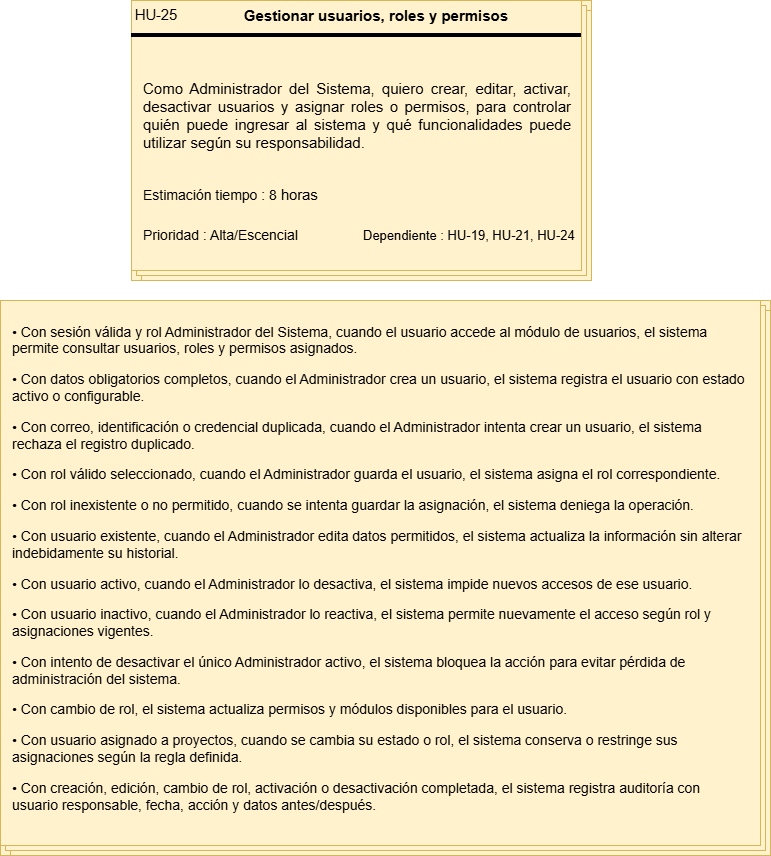 HU-25
Gestionar usuarios, roles y permisos
Como Administrador del Sistema, quiero crear, editar, activar,
desactivar usuarios y asignar roles o permisos, para controlar
quién puede ingresar al sistema y qué funcionalidades puede
utilizar según su responsabilidad.
Estimación tiempo : 8 horas
Prioridad : Alta/Escencial
Dependiente : HU-19, HU-21, HU-24
• Con sesión válida y rol Administrador del Sistema, cuando el usuario accede al módulo de usuarios, el sistema
permite consultar usuarios, roles y permisos asignados.
• Con datos obligatorios completos, cuando el Administrador crea un usuario, el sistema registra el usuario con estado
activo o configurable.
• Con correo, identificación o credencial duplicada, cuando el Administrador intenta crear un usuario, el sistema
rechaza el registro duplicado.
• Con rol válido seleccionado, cuando el Administrador guarda el usuario, el sistema asigna el rol correspondiente.
• Con rol inexistente o no permitido, cuando se intenta guardar la asignación, el sistema deniega la operación.
• Con usuario existente, cuando el Administrador edita datos permitidos, el sistema actualiza la información sin alterar
indebidamente su historial.
• Con usuario activo, cuando el Administrador lo desactiva, el sistema impide nuevos accesos de ese usuario.
• Con usuario inactivo, cuando el Administrador lo reactiva, el sistema permite nuevamente el acceso según rol y
asignaciones vigentes.
• Con intento de desactivar el único Administrador activo, el sistema bloquea la acción para evitar pérdida de
administración del sistema.
• Con cambio de rol, el sistema actualiza permisos y módulos disponibles para el usuario.
• Con usuario asignado a proyectos, cuando se cambia su estado o rol, el sistema conserva o restringe sus
asignaciones según la regla definida.
• Con creación, edición, cambio de rol, activación o desactivación completada, el sistema registra auditoría con
usuario responsable, fecha, acción y datos antes/después.